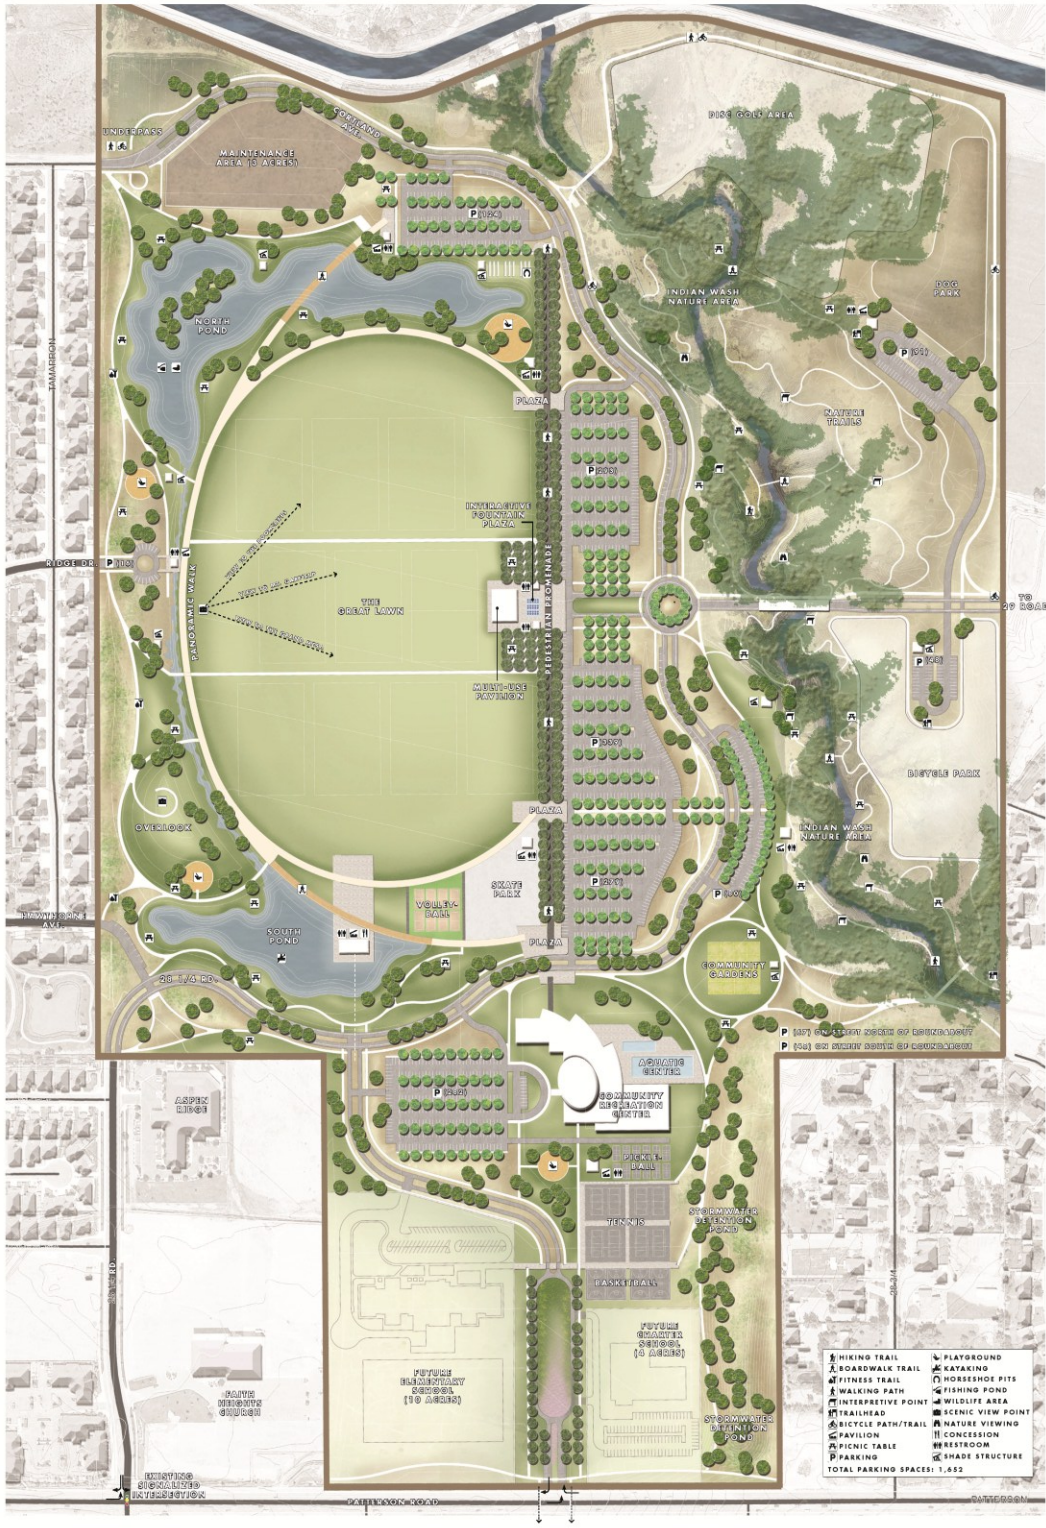 UNDERPASS
CORTLAND
AVE.
MAINTENANCE
AREA (3 ACRES)
DISC GOLF AREA
P (124)
DOG
PARK
INDIAN WASH
NATURE AREA
NORTH
POND
TAMARRON
P (51)
PLAZA
NATURE
TRAILS
P (293)
INTERACTIVE
FOUNTAIN
PLAZA
RIDGE DR.
P (15)
PANORAMIC WALK
THE
GREAT LAWN
PEDESTRIAN PROMENADE
TO
29 ROAD
MULTI-USE
PAVILION
P (48)
BICYCLE PARK
PLAZA
OVERLOOK
INDIAN WASH
NATURE AREA
SKATE
PARK
VOLLEY-
BALL
HAWTHORNE
AVE.
SOUTH
POND
PLAZA
COMMUNITY
GARDENS
28 1/4 RD.
ON STREET NORTH OF ROUNDABOUT
ON STREET SOUTH OF ROUNDABOUT
AQUATIC
CENTER
COMMUNITY
RECREATION
CENTER
ASPEN
RIDGE
PICKLE-
BALL
TENNIS
STORMWATER
DETENTION
POND
BASKETBALL
FUTURE
CHARTER
SCHOOL
(4 ACRES)
FUTURE
ELEMENTARY
SCHOOL
(10 ACRES)
FAITH
HEIGHTS
CHURCH
STORMWATER
DETENTION
POND
EXISTING
SIGNALIZED
INTERSECTION
PATTERSON ROAD
PATTERSON
HIKING TRAIL
BOARDWALK TRAIL
FITNESS TRAIL
WALKING PATH
INTERPRETIVE POINT
TRAILHEAD
BICYCLE PATH/TRAIL
PAVILION
PICNIC TABLE
P PARKING
PLAYGROUND
KAYAKING
HORSESHOE PITS
FISHING POND
WILDLIFE AREA
SCENIC VIEW POINT
NATURE VIEWING
CONCESSION
RESTROOM
SHADE STRUCTURE
TOTAL PARKING SPACES: 1,652